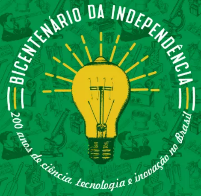 BICENTENÁRIO DA INDEPENDÊNCIA
200 anos de ciência, tecnologia e inovação no Brasil